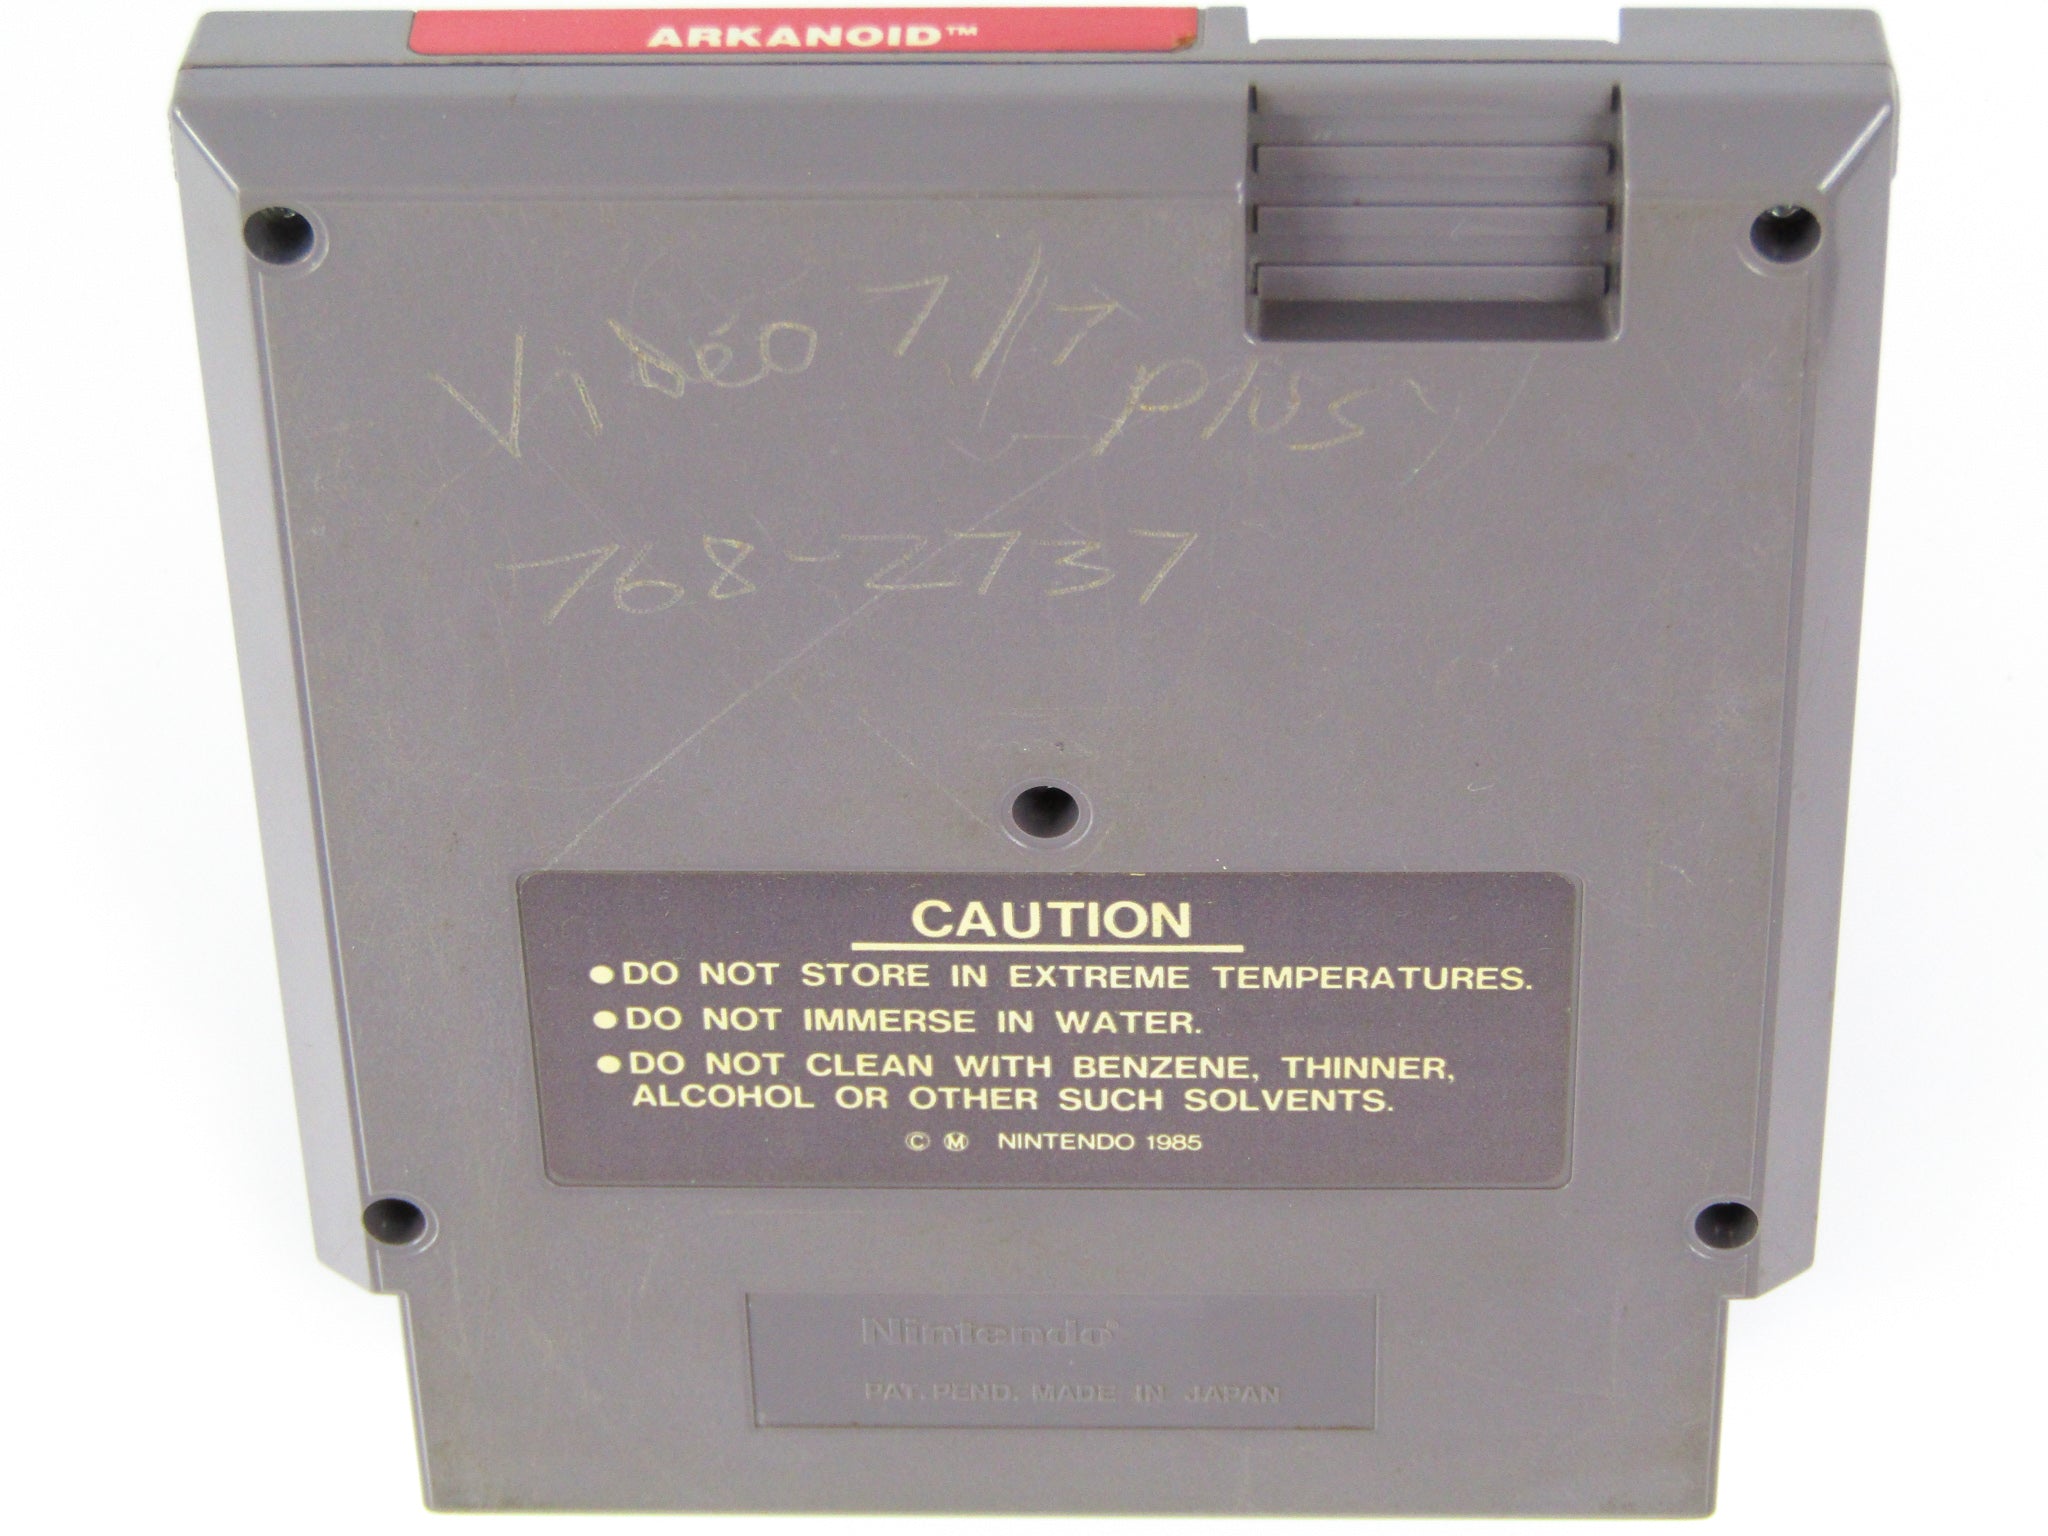 ARKANOID™
Vidéo 7/7
plus
768-2737
CAUTION
●DO NOT STORE IN EXTREME TEMPERATURES.
●DO NOT IMMERSE IN WATER.
●DO NOT CLEAN WITH BENZENE, THINNER,
ALCOHOL OR OTHER SUCH SOLVENTS.
© Ⓜ NINTENDO 1985
Nintendo®
PAT. PEND. MADE IN JAPAN